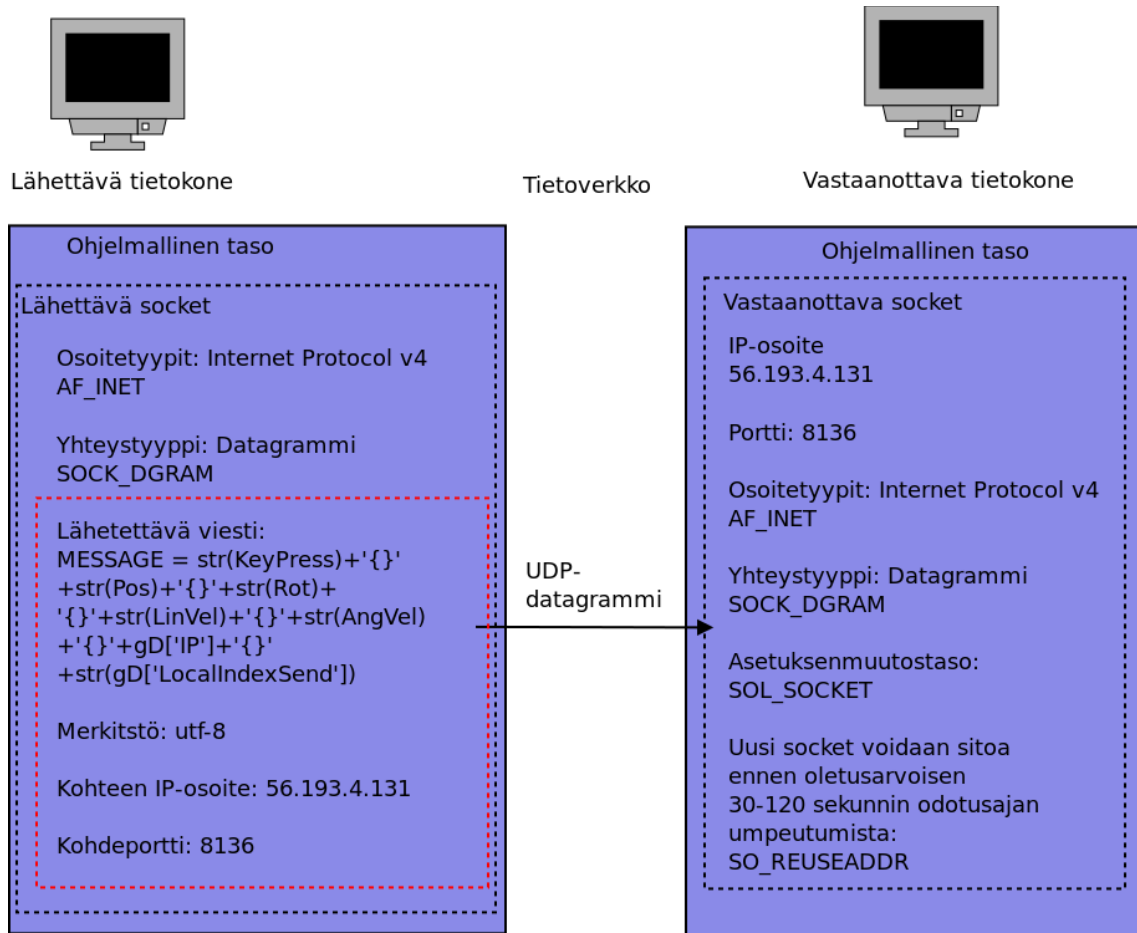 Lähettävä tietokone
Tietoverkko
Vastaanottava tietokone
Ohjelmallinen taso
Lähettävä socket
Osoitetyypit: Internet Protocol v4
AF_INET
Yhteystyyppi: Datagrammi
SOCK_DGRAM
Lähetettävä viesti:
MESSAGE = str(KeyPress)+'{}'
+str(Pos)+'{}'+str(Rot)+
'{}'+str(LinVel)+'{}'+str(AngVel)
+'{}'+gD['IP']+'{}'
+str(gD['LocalIndexSend'])
Merkitstö: utf-8
Kohteen IP-osoite: 56.193.4.131
Kohdeportti: 8136
UDP-
datagrammi
Ohjelmallinen taso
Vastaanottava socket
IP-osoite
56.193.4.131
Portti: 8136
Osoitetyypit: Internet Protocol v4
AF_INET
Yhteystyyppi: Datagrammi
SOCK_DGRAM
Asetuksenmuutostaso:
SOL_SOCKET
Uusi socket voidaan sitoa
ennen oletusarvoisen
30-120 sekunnin odotusajan
umpeutumista:
SO_REUSEADDR